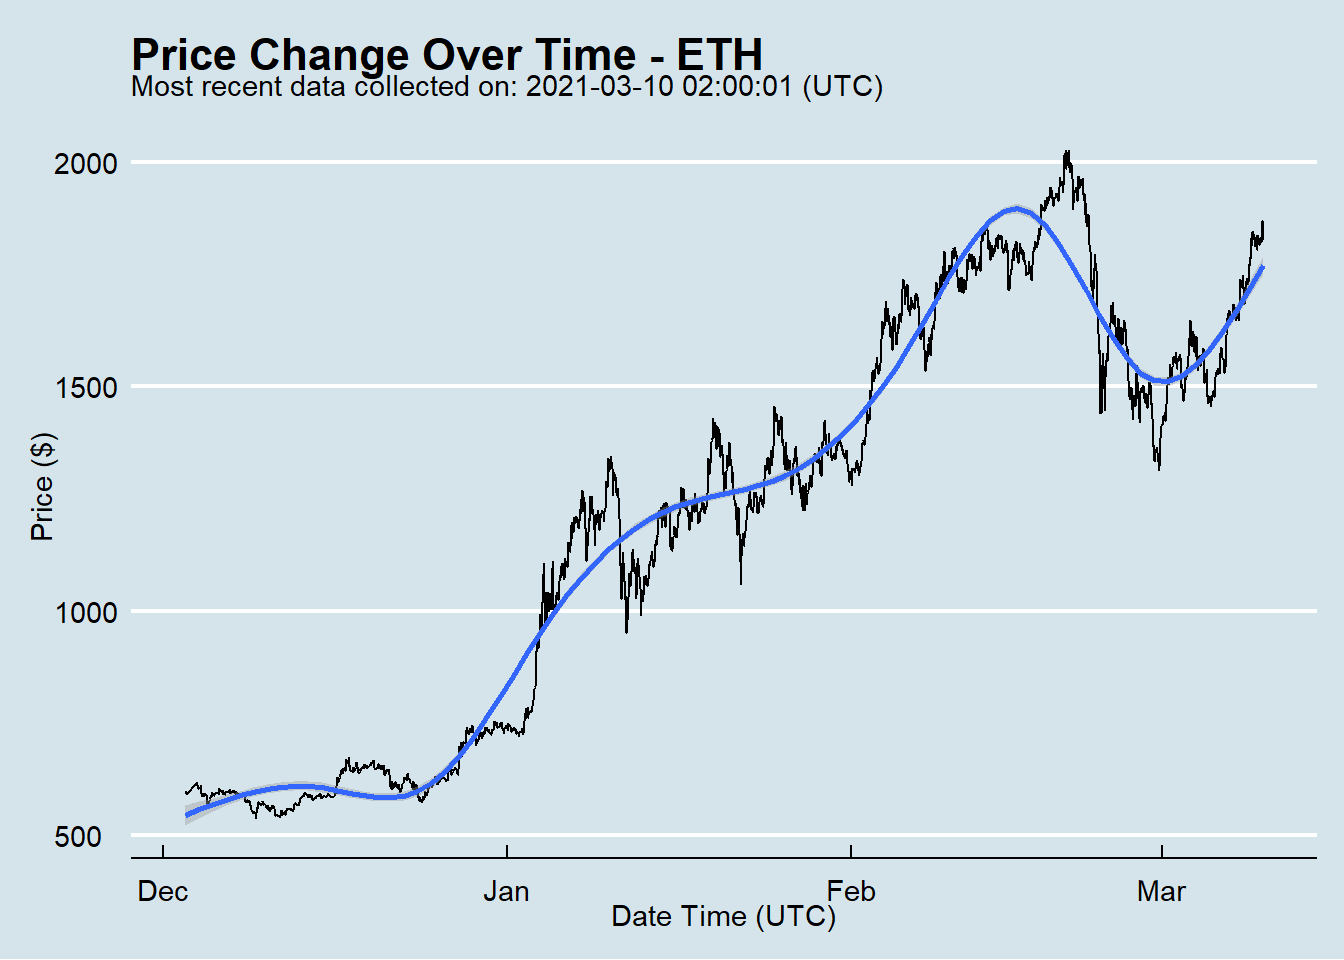 Price Change Over Time - ETH
Most recent data collected on: 2021-03-10 02:00:01 (UTC)
2000
1500
1000
500
Price ($)
Dec Jan Feb Mar
Date Time (UTC)